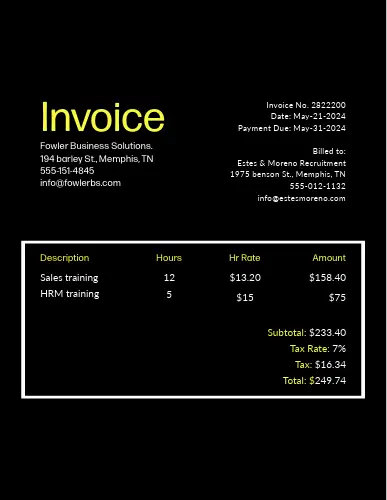 Invoice
Fowler Business Solutions.
194 barley St., Memphis, TN
555-151-4845
info@fowlerbs.com
Invoice No. 2822200
Date: May-21-2024
Payment Due: May-31-2024
Billed to:
Estes & Moreno Recruitment
1975 benson St., Memphis, TN
555-012-1132
info@estesmoreno.com
Description Hours Hr Rate Amount
Sales training 12 $13.20 $158.40
HRM training 5 $15 $75
Subtotal: $233.40
Tax Rate: 7%
Tax: $16.34
Total: $249.74